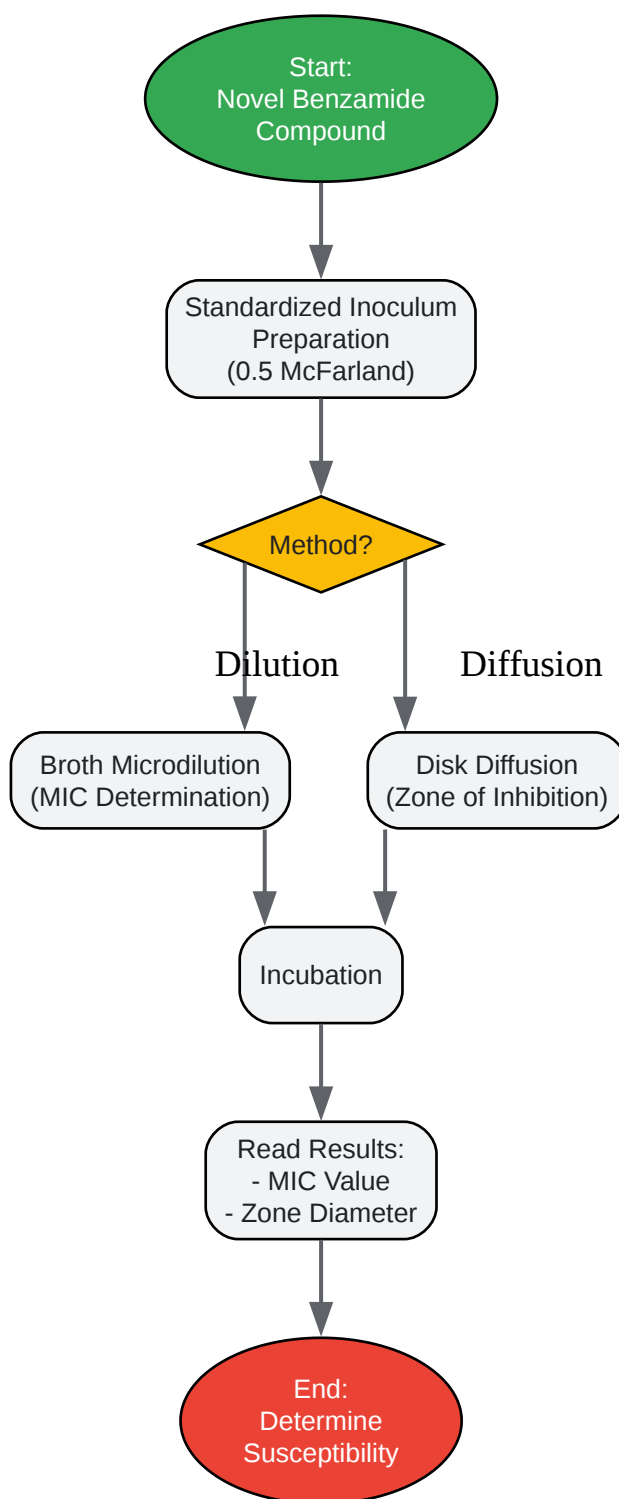 Start:
Novel Benzamide
Compound
Standardized Inoculum
Preparation
(0.5 McFarland)
Method?
Dilution
Diffusion
Broth Microdilution
(MIC Determination)
Disk Diffusion
(Zone of Inhibition)
Incubation
Read Results:
- MIC Value
- Zone Diameter
End:
Determine
Susceptibility